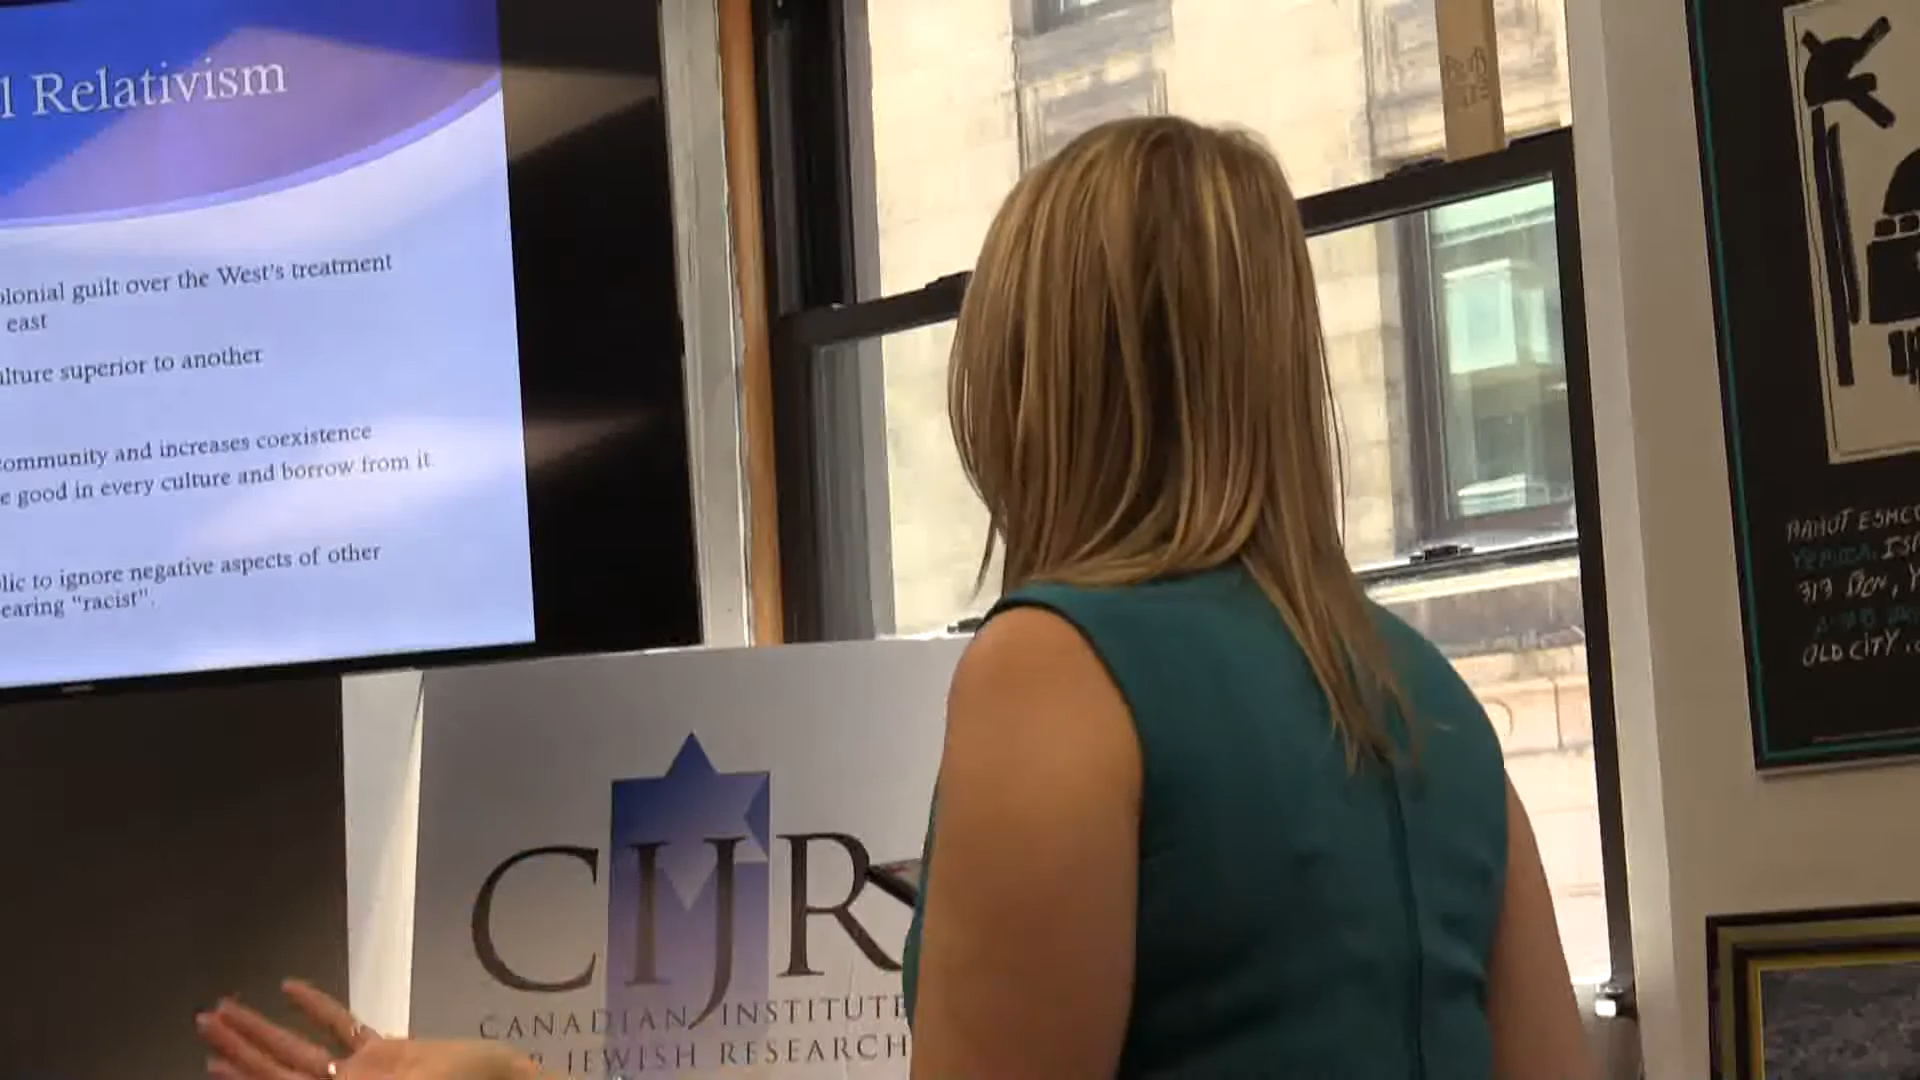 l Relativism
olonial guilt over the West's treatment
east
ulture superior to another
community and increases coexistence
e good in every culture and borrow from it
lic to ignore negative aspects of other
earing "racist".
CIJR
CANADIAN INSTITUTE
JEWISH RESEARCH
313
OLD CITY